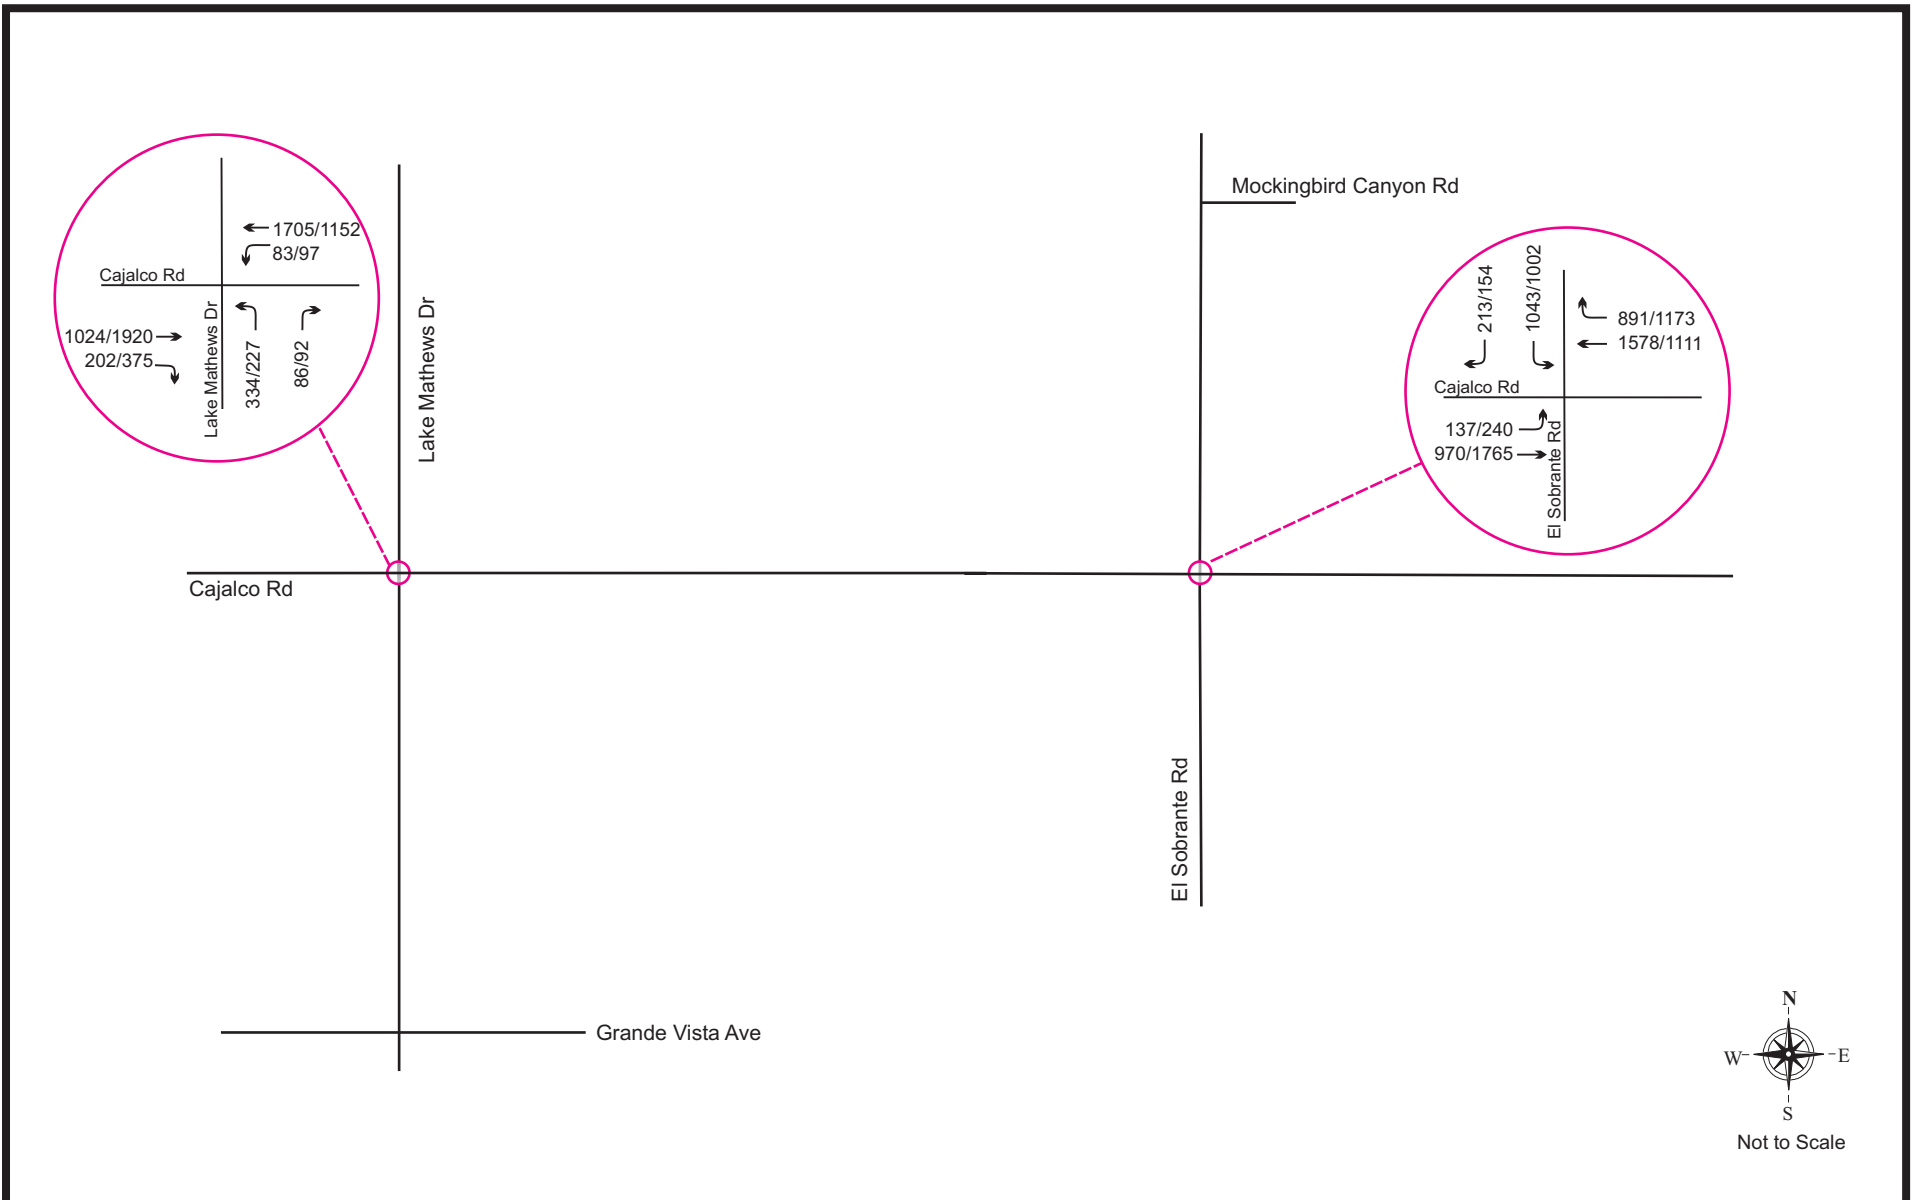 Mockingbird Canyon Rd
1705/1152
83/97
Cajalco Rd
Lake Mathews Dr
1024/1920
202/375
334/227
86/92
Lake Mathews Dr
213/154
1043/1002
891/1173
1578/1111
Cajalco Rd
137/240
970/1765
El Sobrante Rd
Cajalco Rd
El Sobrante Rd
Grande Vista Ave
N
W
E
S
Not to Scale